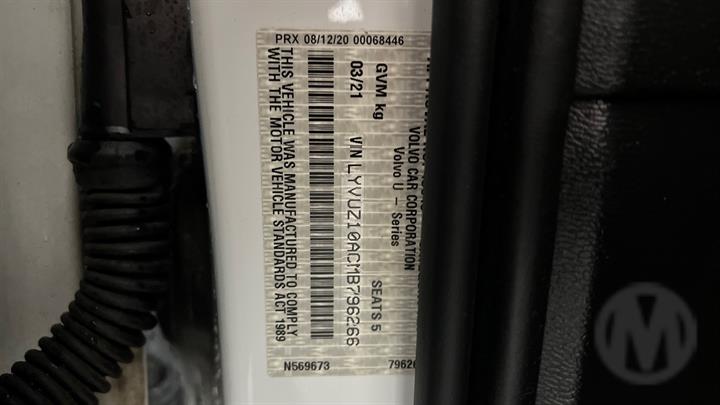 PRX 08/12/20 00068446
VOLVO CAR CORPORATION
Volvo U – Series
GVM kg
SEATS 5
03/21
VIN LYVUZ10ACMB796266
THIS VEHICLE WAS MANUFACTURED TO COMPLY
WITH THE MOTOR VEHICLE STANDARDS ACT 1989
N569673
7962
M